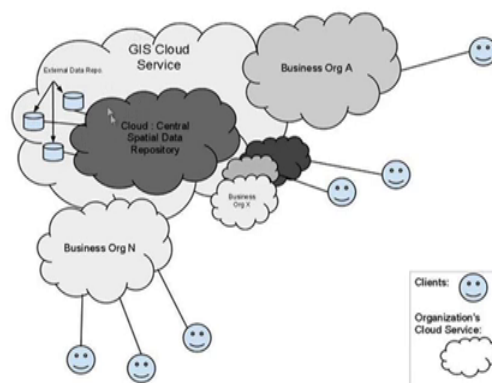 GIS Cloud
Service
External Data Repo.
Cloud : Central
Spatial Data
Repository
Business Org A
Business
Org X
Business Org N
Clients:
Organization's
Cloud Service: